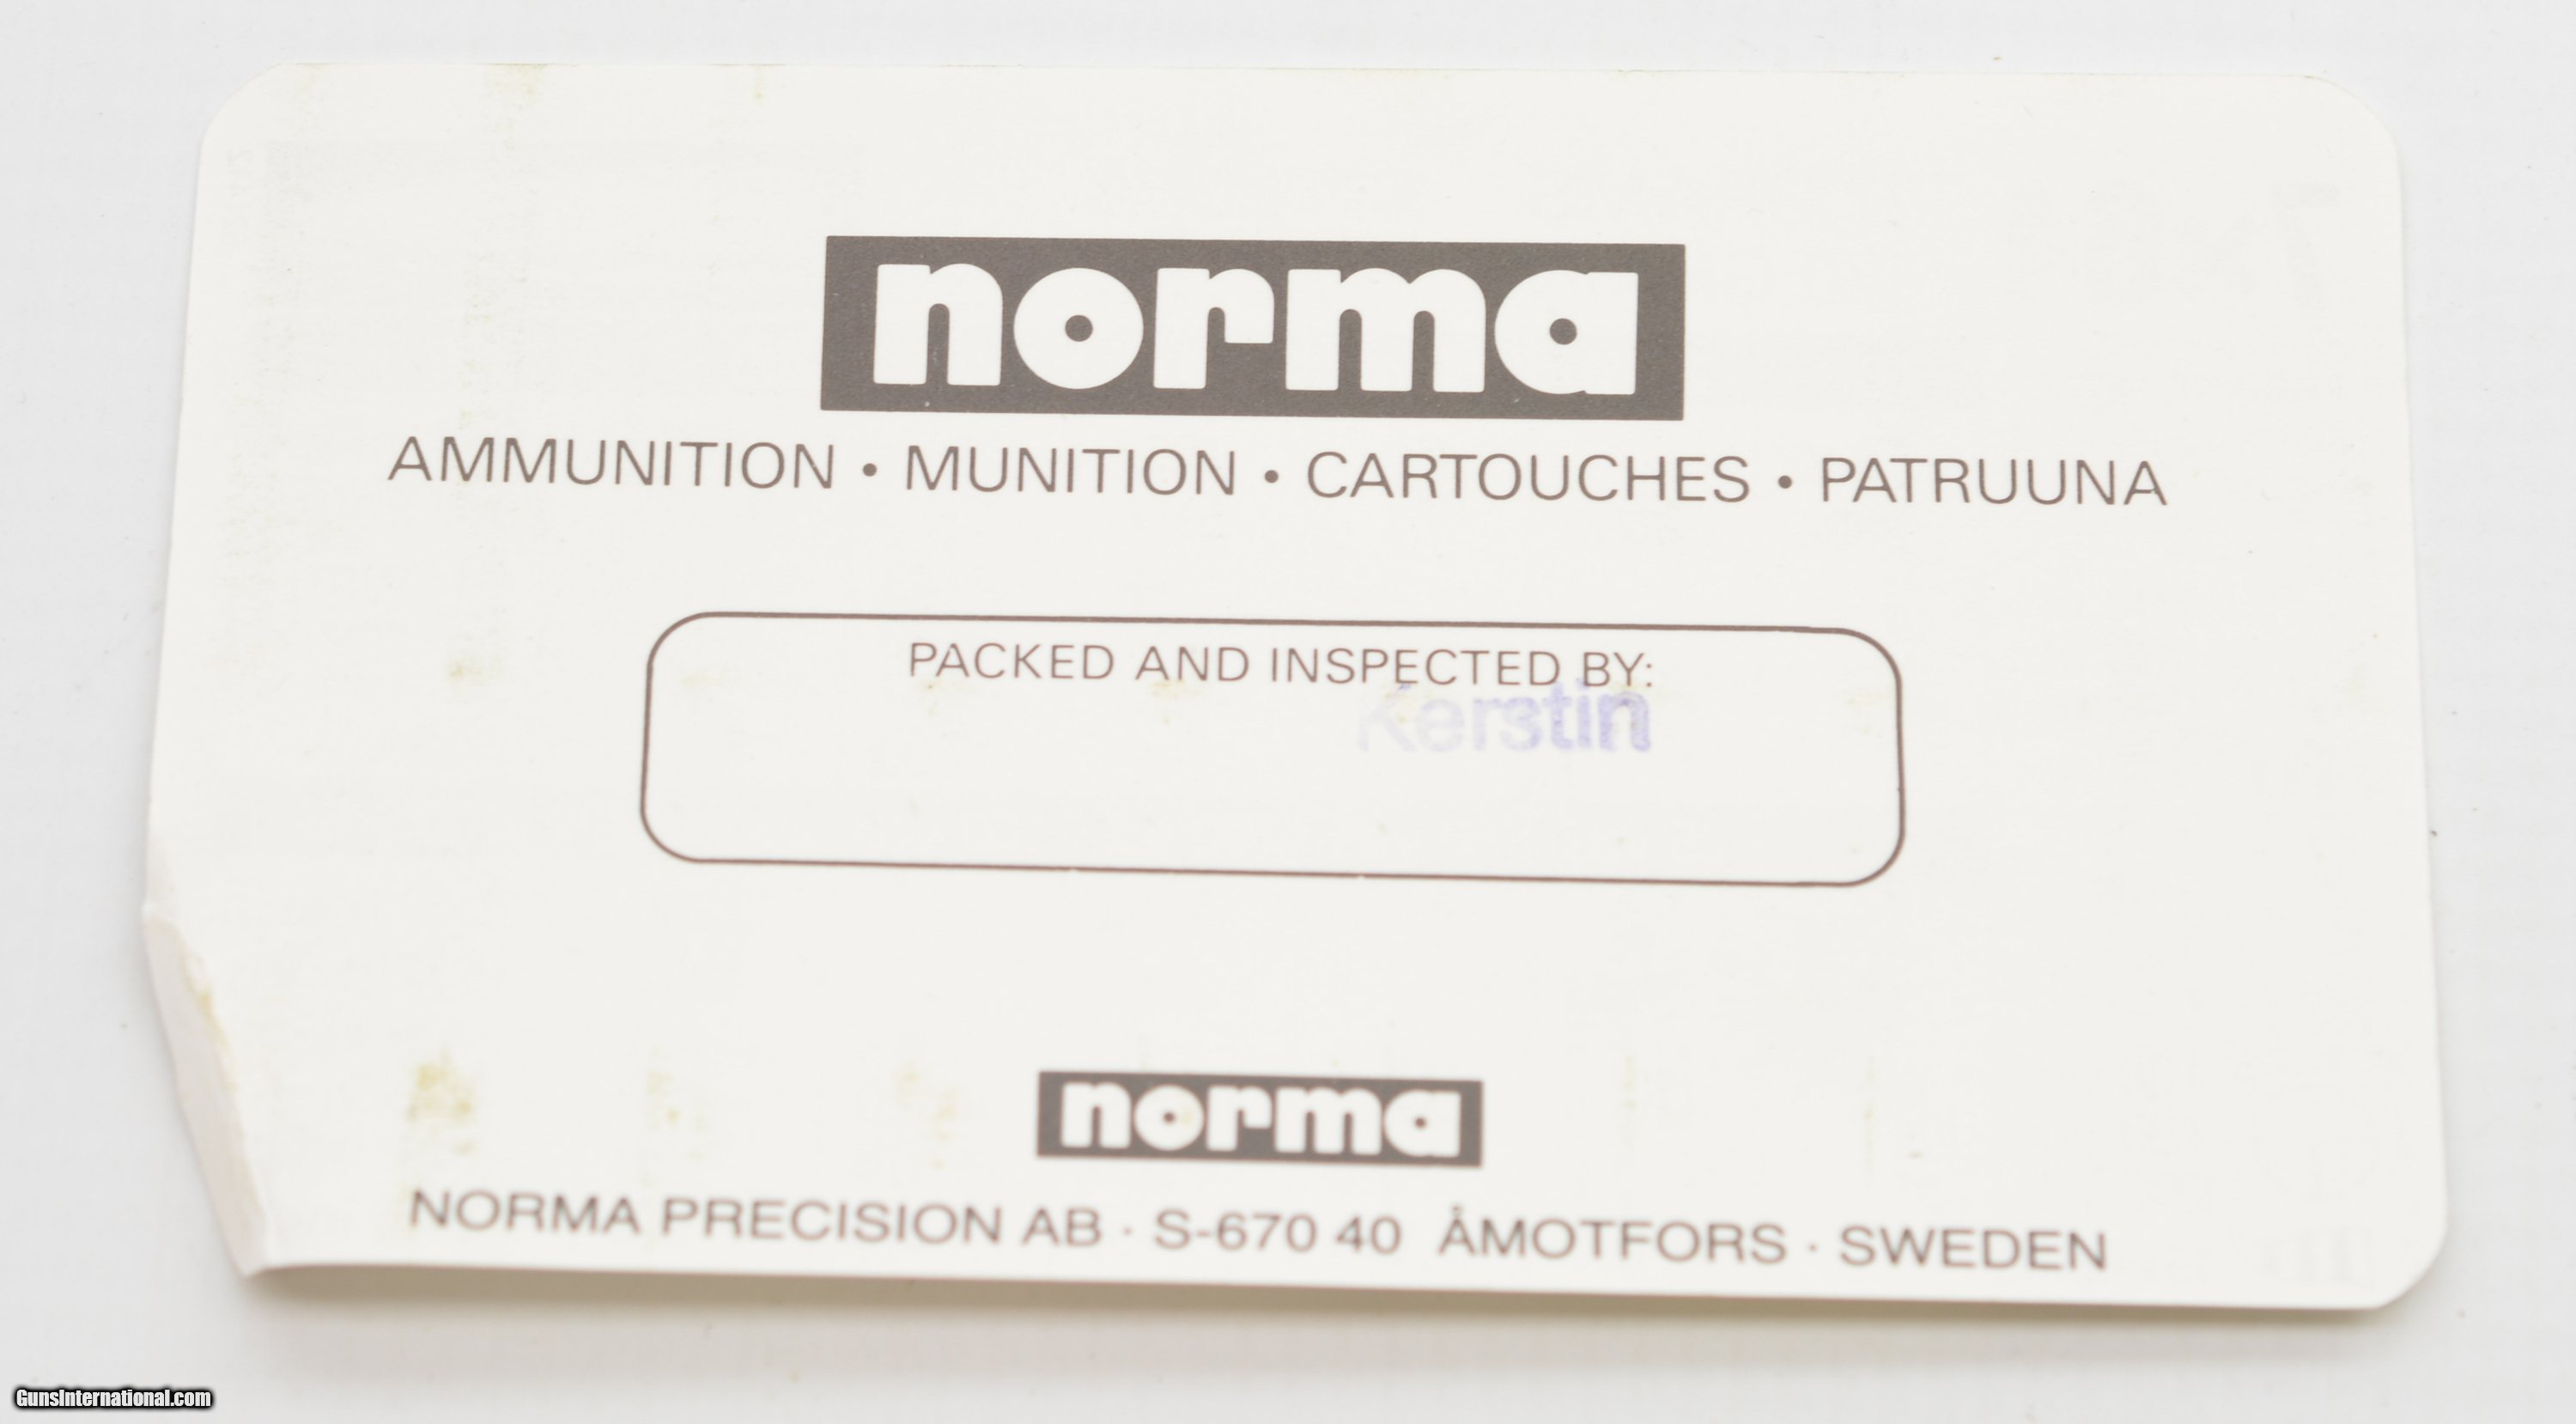 norma
AMMUNITION • MUNITION • CARTOUCHES • PATRUUNA
PACKED AND INSPECTED BY:
Kerstin
norma
NORMA PRECISION AB · S-670 40 ÅMOTFORS · SWEDEN
GunsInternational.com